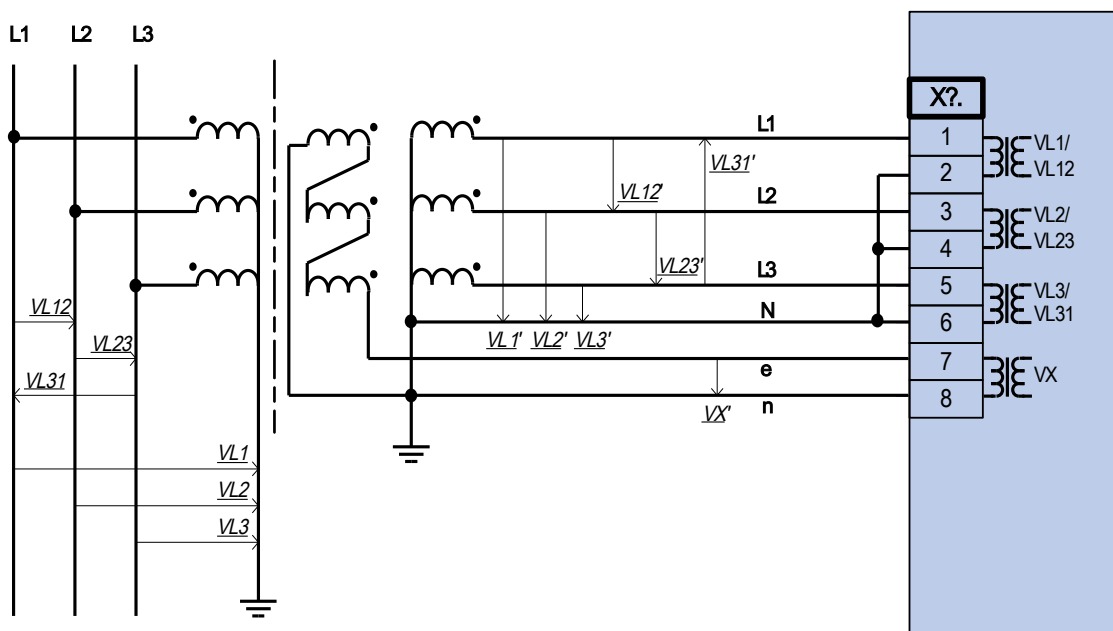 L1 L2 L3
X?.
L1
1
VL1/
VL31'
2
VL12
VL12'
L2
3
VL2/
4
VL23
VL23'
L3
5
VL3/
VL12
N
6
VL31
VL1' VL2' VL3'
VL23
7
e
VX
VL31
8
n
VX'
VL1
VL2
VL3